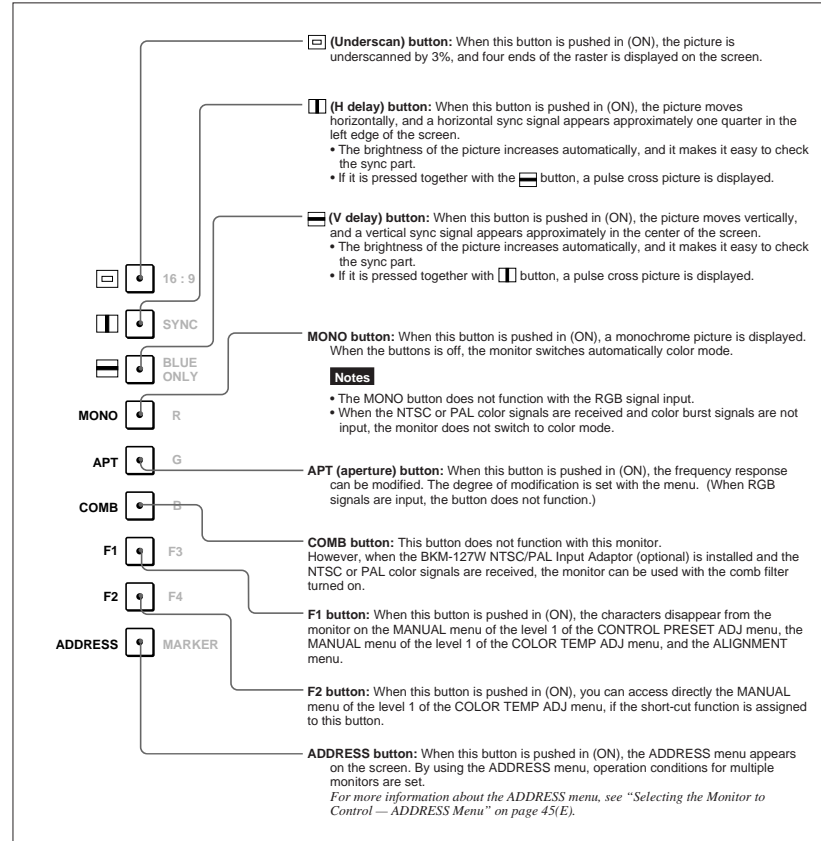 (Underscan) button: When this button is pushed in (ON), the picture is
underscanned by 3%, and four ends of the raster is displayed on the screen.
(H delay) button: When this button is pushed in (ON), the picture moves
horizontally, and a horizontal sync signal appears approximately one quarter in the
left edge of the screen.
• The brightness of the picture increases automatically, and it makes it easy to check
the sync part.
• If it is pressed together with the button, a pulse cross picture is displayed.
(V delay) button: When this button is pushed in (ON), the picture moves vertically,
and a vertical sync signal appears approximately in the center of the screen.
• The brightness of the picture increases automatically, and it makes it easy to check
the sync part.
• If it is pressed together with button, a pulse cross picture is displayed.
16 : 9
SYNC
BLUE
ONLY
MONO R
APT G
COMB B
F1 F3
F2 F4
ADDRESS MARKER
MONO button: When this button is pushed in (ON), a monochrome picture is displayed.
When the buttons is off, the monitor switches automatically color mode.
Notes
• The MONO button does not function with the RGB signal input.
• When the NTSC or PAL color signals are received and color burst signals are not
input, the monitor does not switch to color mode.
APT (aperture) button: When this button is pushed in (ON), the frequency response
can be modified. The degree of modification is set with the menu. (When RGB
signals are input, the button does not function.)
COMB button: This button does not function with this monitor.
However, when the BKM-127W NTSC/PAL Input Adaptor (optional) is installed and the
NTSC or PAL color signals are received, the monitor can be used with the comb filter
turned on.
F1 button: When this button is pushed in (ON), the characters disappear from the
monitor on the MANUAL menu of the level 1 of the CONTROL PRESET ADJ menu, the
MANUAL menu of the level 1 of the COLOR TEMP ADJ menu, and the ALIGNMENT
menu.
F2 button: When this button is pushed in (ON), you can access directly the MANUAL
menu of the level 1 of the COLOR TEMP ADJ menu, if the short-cut function is assigned
to this button.
ADDRESS button: When this button is pushed in (ON), the ADDRESS menu appears
on the screen. By using the ADDRESS menu, operation conditions for multiple
monitors are set.
For more information about the ADDRESS menu, see “Selecting the Monitor to
Control — ADDRESS Menu” on page 45(E).